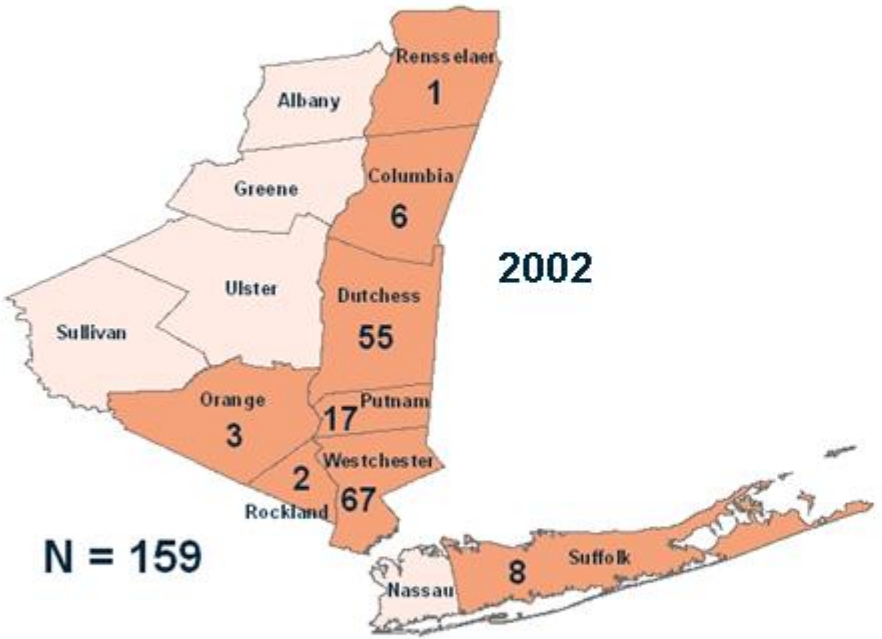 Rensselaer
1
Albany
Columbia
6
Greene
2002
Ulster
Dutchess
55
Sullivan
Orange
3
17 Putnam
Westchester
67
2
Rockland
N = 159
Suffolk
8
Nassau